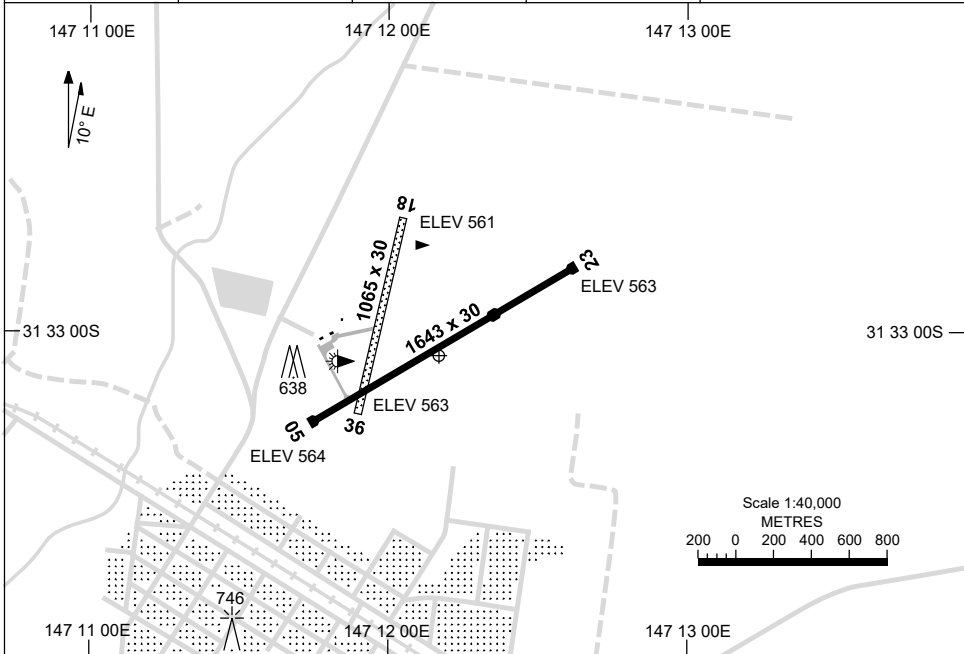 147 11 00E
147 12 00E
147 13 00E
10° E
18
ELEV 561
1065 x 30
23
ELEV 563
1643 x 30
31 33 00S
31 33 00S
638
ELEV 563
36
05
ELEV 564
Scale 1:40,000
METRES
200 0 200 400 600 800
746
147 11 00E
147 12 00E
147 13 00E